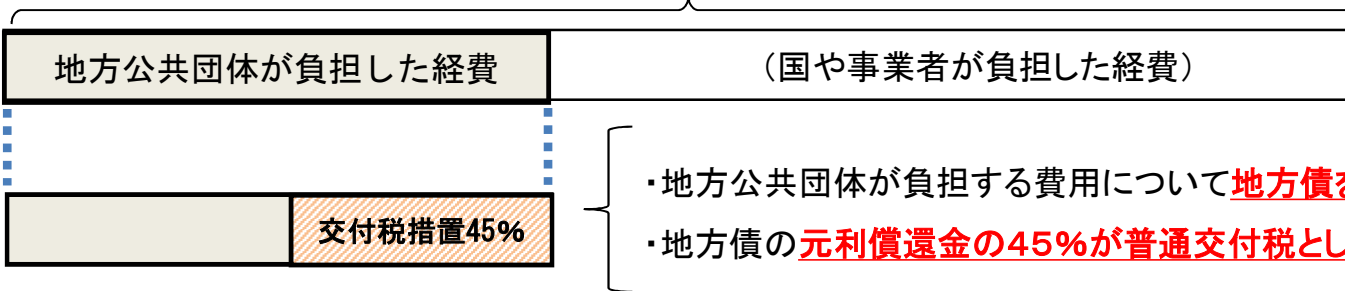 地方公共団体が負担した経費
（国や事業者が負担した経費）
・地方公共団体が負担する費用について地方債を
交付税措置45%
・地方債の元利償還金の45%が普通交付税とし